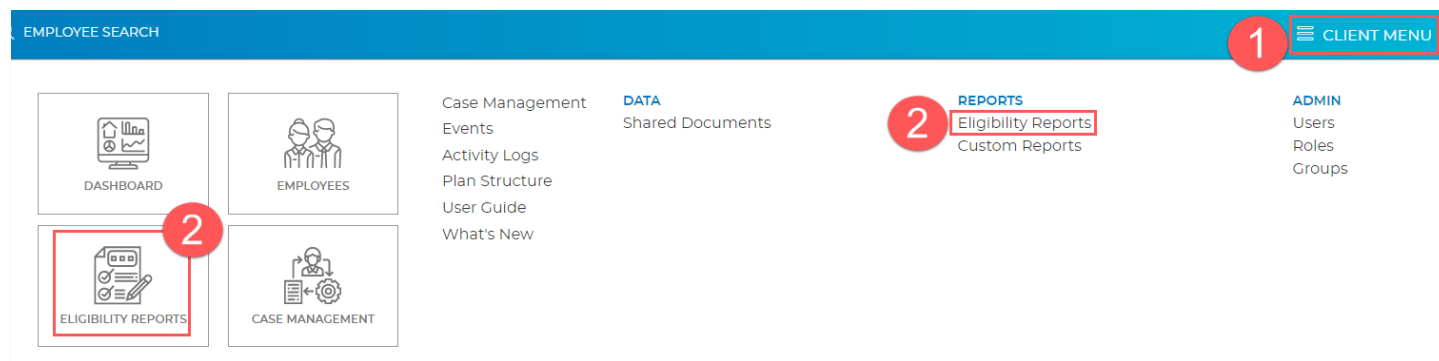 EMPLOYEE SEARCH
1
CLIENT MENU
DASHBOARD
EMPLOYEES
2
ELIGIBILITY REPORTS
CASE MANAGEMENT
Case Management
Events
Activity Logs
Plan Structure
User Guide
What's New
DATA
Shared Documents
REPORTS
2
Eligibility Reports
Custom Reports
ADMIN
Users
Roles
Groups